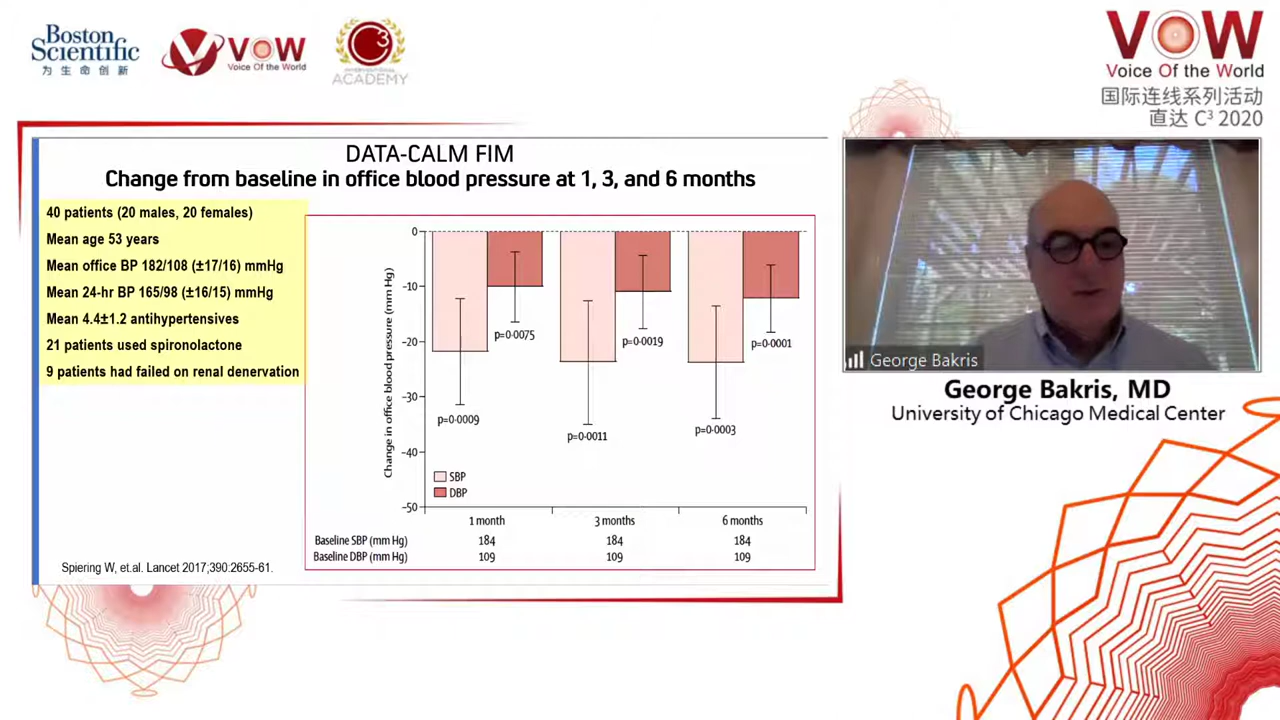 Boston
Scientific
为生命创新
VOW
Voice Of the World
C3
INTERVENTIONAL
ACADEMY
VOW
Voice Of the World
国际连线系列活动
直达 C³ 2020
DATA-CALM FIM
Change from baseline in office blood pressure at 1, 3, and 6 months
40 patients (20 males, 20 females)
Mean age 53 years
Mean office BP 182/108 (±17/16) mmHg
Mean 24-hr BP 165/98 (±16/15) mmHg
Mean 4.4±1.2 antihypertensives
21 patients used spironolactone
9 patients had failed on renal denervation
Change in office blood pressure (mm Hg)
0
-10
-20
-30
-40
-50
p=0·0009
p=0·0075
p=0·0011
p=0·0019
p=0·0003
p=0·0001
SBP
DBP
1 month 3 months 6 months
Baseline SBP (mm Hg) 184 184 184
Baseline DBP (mm Hg) 109 109 109
Spiering W, et.al. Lancet 2017;390.2655-61.
George Bakris
George Bakris, MD
University of Chicago Medical Center